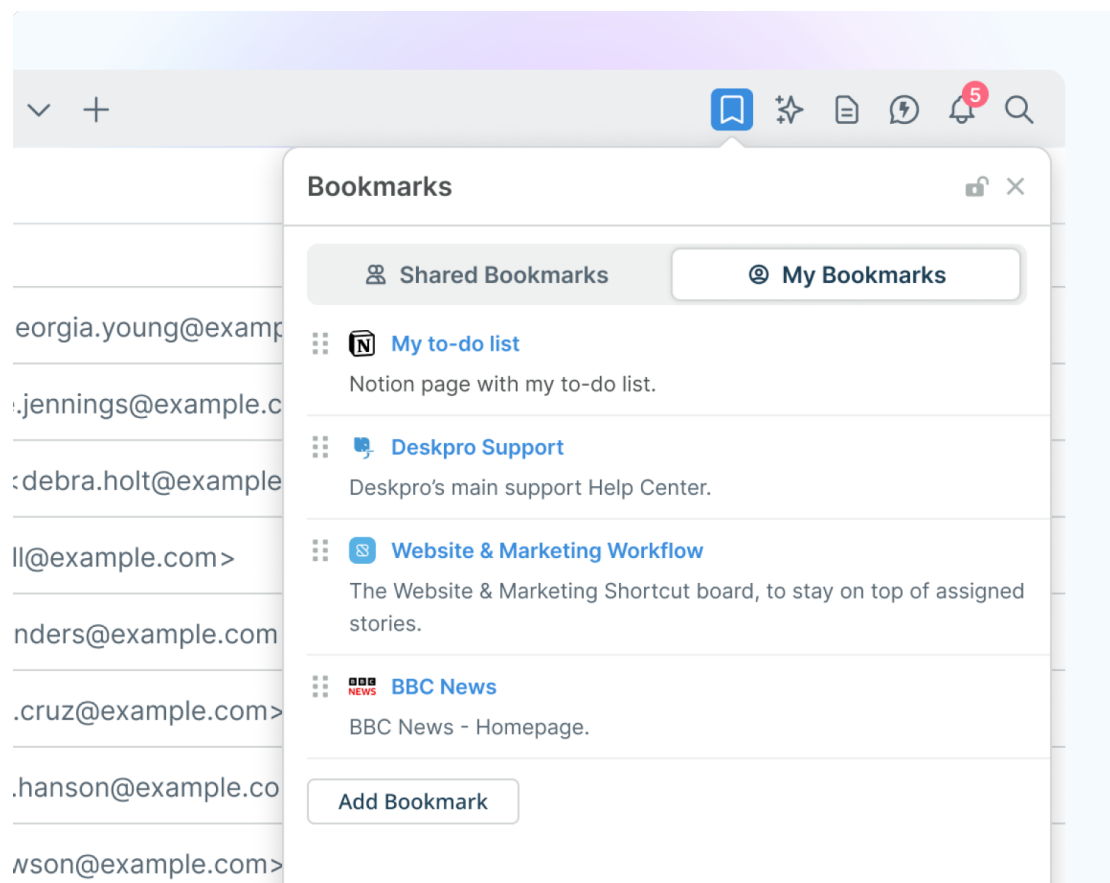 5
Bookmarks
Shared Bookmarks
My Bookmarks
My to-do list
Notion page with my to-do list.
Deskpro Support
Deskpro’s main support Help Center.
Website & Marketing Workflow
The Website & Marketing Shortcut board, to stay on top of assigned
stories.
BBC NEWS
BBC News
BBC News - Homepage.
Add Bookmark
eorgia.young@examp
.jennings@example.c
<debra.holt@example
ll@example.com>
nders@example.com
.cruz@example.com>
.hanson@example.co
wson@example.com>